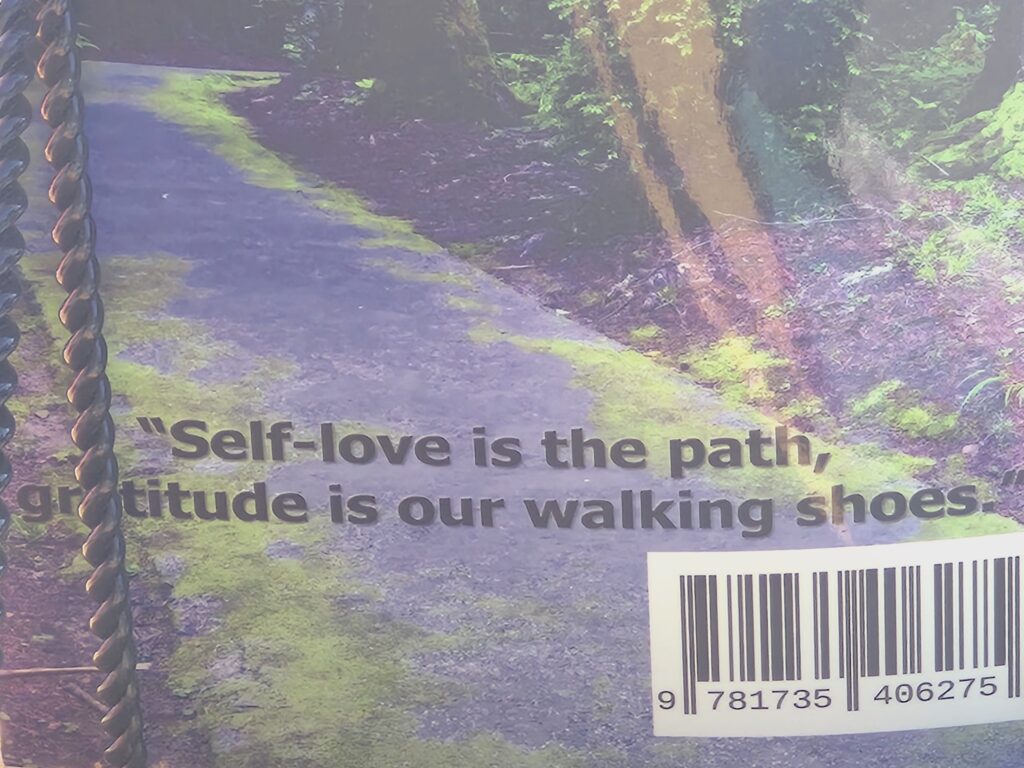 “Self-love is the path,
gratitude is our walking shoes.”
9 781735 406275